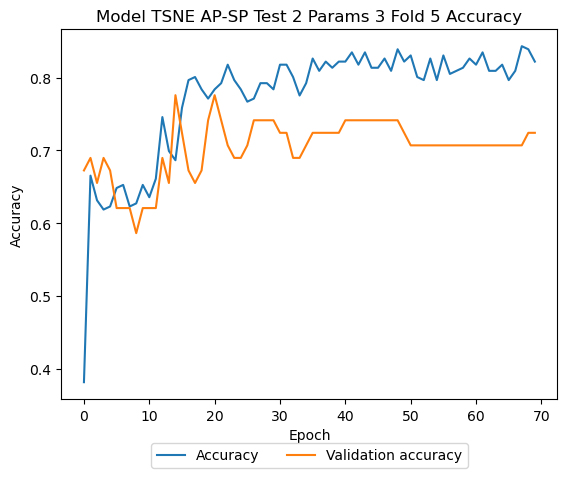 Model TSNE AP-SP Test 2 Params 3 Fold 5 Accuracy
0.8
0.7
0.6
0.5
0.4
Accuracy
0 10 20 30 40 50 60 70
Epoch
Accuracy Validation accuracy